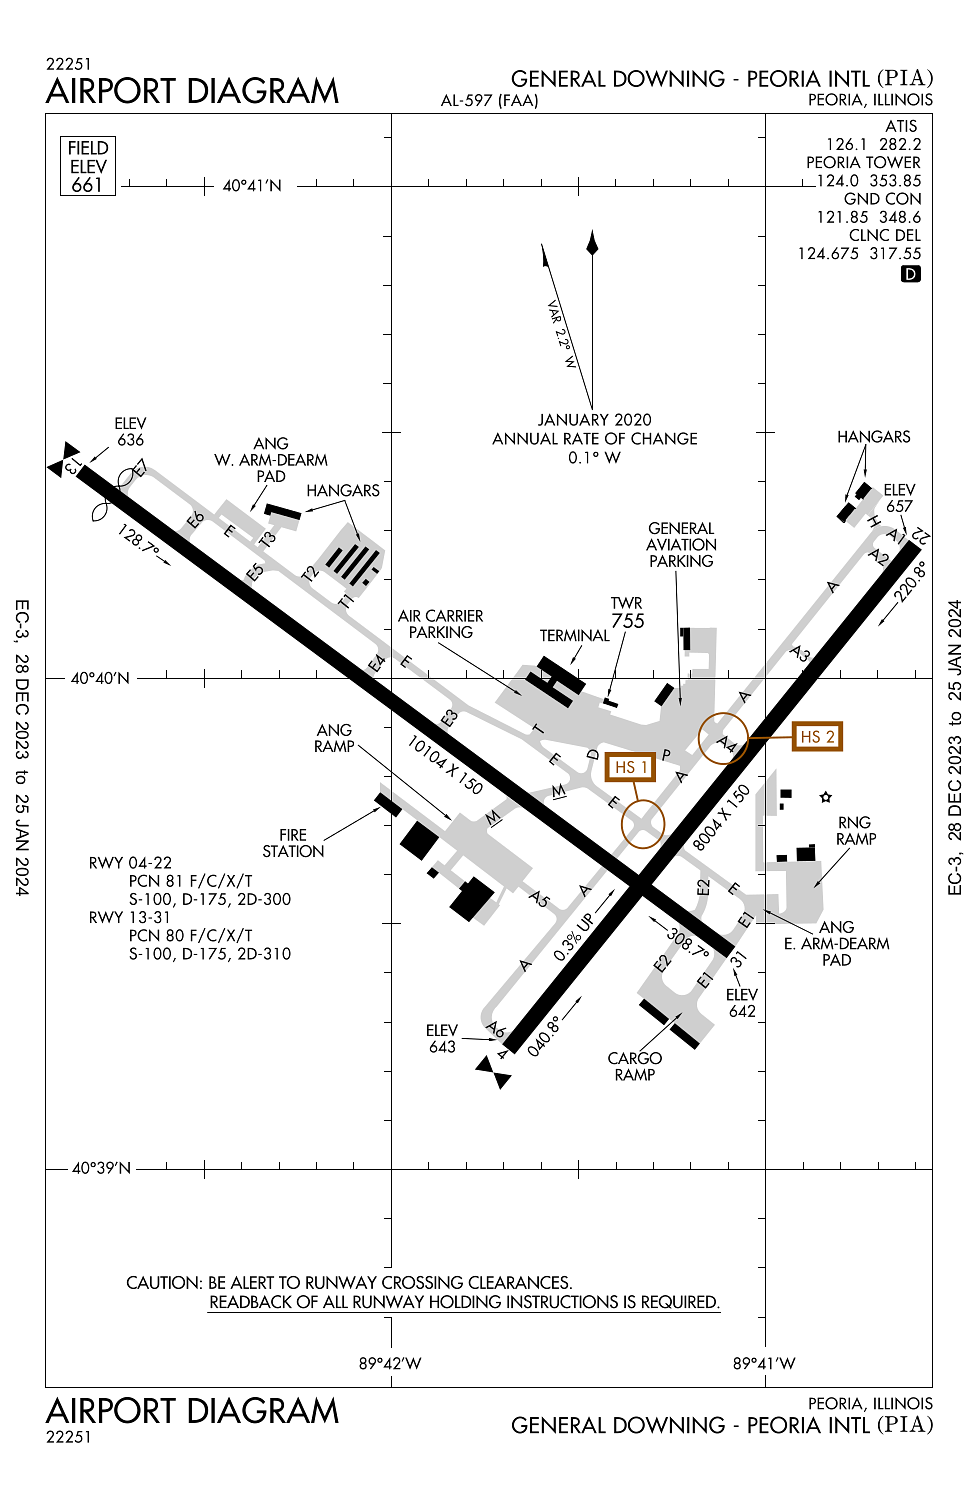 22251
AIRPORT DIAGRAM
AL-597 (FAA)
GENERAL DOWNING - PEORIA INTL (PIA)
PEORIA, ILLINOIS
FIELD
ELEV
661
40°41'N
ATIS
126.1 282.2
PEORIA TOWER
124.0 353.85
GND CON
121.85 348.6
CLNC DEL
124.675 317.55
D
VAR 2.2° W
JANUARY 2020
ANNUAL RATE OF CHANGE
0.1° W
ELEV
636
13
E7
128.7°
ANG
W. ARM-DEARM
PAD
HANGARS
E6
E
T3
E5
T2
T1
HANGARS
ELEV
657
22
H
A1
A2
220.8°
A
A3
GENERAL
AVIATION
PARKING
TWR
755
AIR CARRIER
PARKING
TERMINAL
E4
E
40°40'N
E3
A
T
E
D
P
A4
HS 2
HS 1
A
ANG
RAMP
10104 X 150
M
E
M
8004 X 150
FIRE
STATION
RNG
RAMP
RWY 04-22
PCN 81 F/C/X/T
S-100, D-175, 2D-300
RWY 13-31
PCN 80 F/C/X/T
S-100, D-175, 2D-310
A5
A
E2
E
E1
0.3% UP
308.7°
ANG
E. ARM-DEARM
PAD
A
E2
E1
31
ELEV
642
ELEV
643
A6
4
040.8°
CARGO
RAMP
40°39'N
CAUTION: BE ALERT TO RUNWAY CROSSING CLEARANCES.
READBACK OF ALL RUNWAY HOLDING INSTRUCTIONS IS REQUIRED.
89°42'W
89°41'W
AIRPORT DIAGRAM
22251
PEORIA, ILLINOIS
GENERAL DOWNING - PEORIA INTL (PIA)
EC-3, 28 DEC 2023 to 25 JAN 2024
EC-3, 28 DEC 2023 to 25 JAN 2024